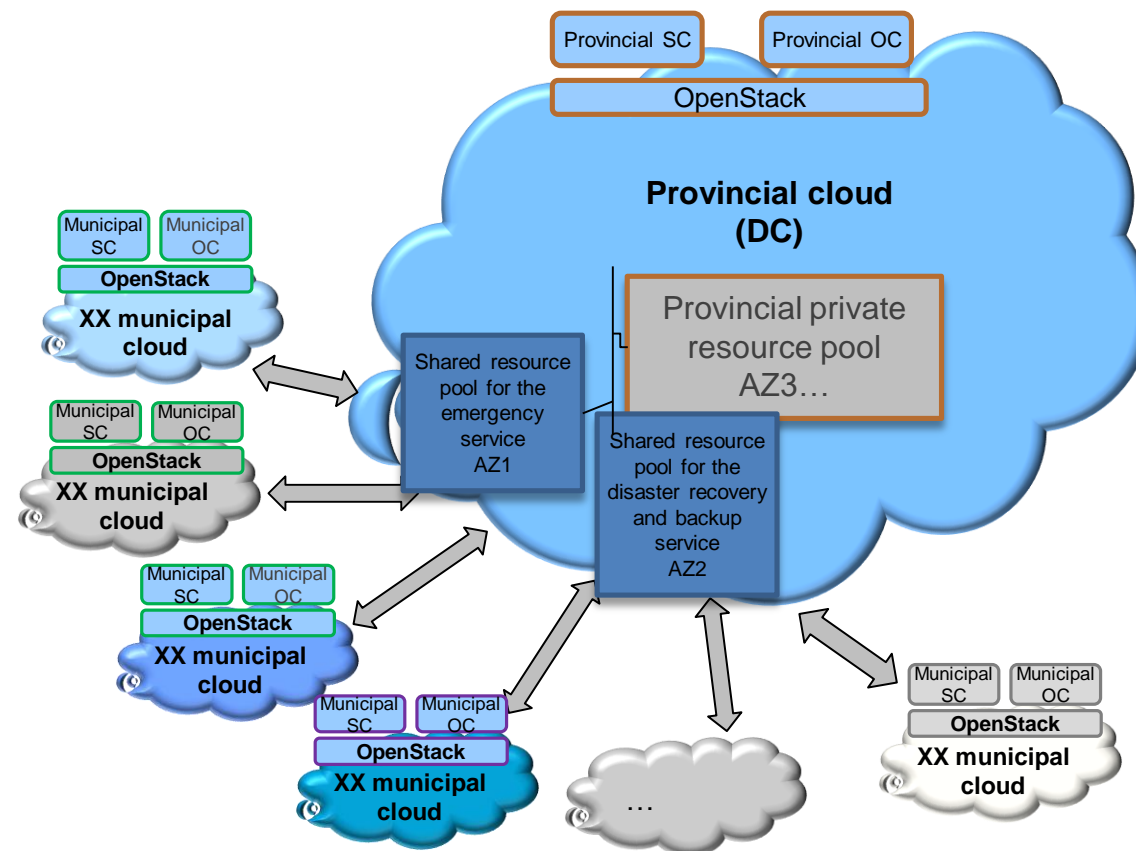 Provincial SC
Provincial OC
OpenStack
Provincial cloud
(DC)
Municipal
SC
Municipal
OC
OpenStack
XX municipal
cloud
Provincial private
resource pool
AZ3…
Shared resource
pool for the
emergency
service
AZ1
Municipal
SC
Municipal
OC
OpenStack
XX municipal
cloud
Shared resource
pool for the
disaster recovery
and backup
service
AZ2
Municipal
SC
Municipal
OC
OpenStack
XX municipal
cloud
Municipal
SC
Municipal
OC
OpenStack
XX municipal
cloud
…
Municipal
SC
Municipal
OC
OpenStack
XX municipal
cloud